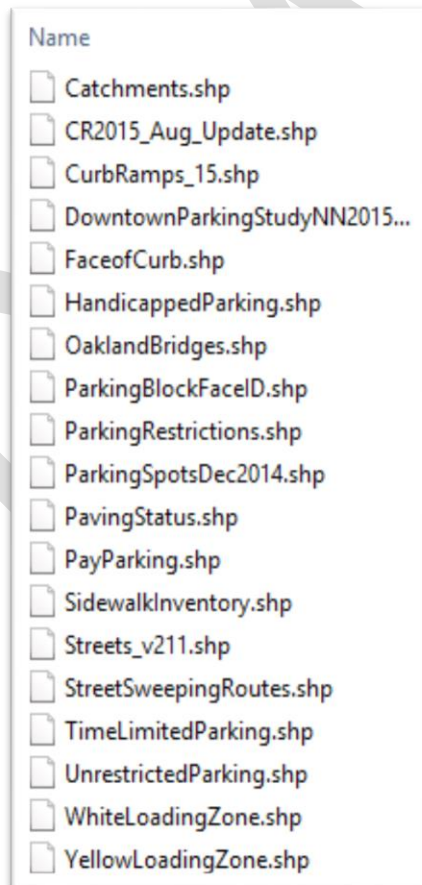 Name
Catchments.shp
CR2015_Aug_Update.shp
CurbRamps_15.shp
DowntownParkingStudyNN2015...
FaceofCurb.shp
HandicappedParking.shp
OaklandBridges.shp
ParkingBlockFaceID.shp
ParkingRestrictions.shp
ParkingSpotsDec2014.shp
PavingStatus.shp
PayParking.shp
SidewalkInventory.shp
Streets_v211.shp
StreetSweepingRoutes.shp
TimeLimitedParking.shp
UnrestrictedParking.shp
WhiteLoadingZone.shp
YellowLoadingZone.shp